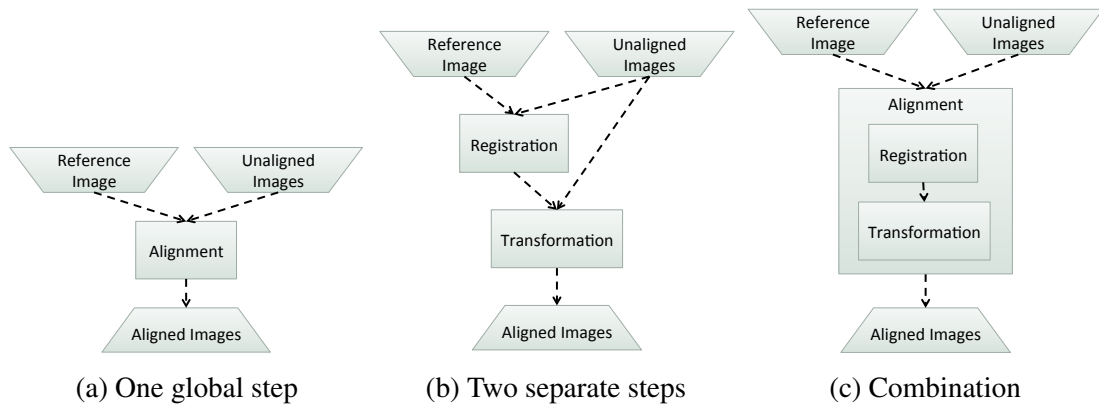 Reference
Image
Unaligned
Images
Alignment
Aligned Images
(a) One global step
Reference
Image
Unaligned
Images
Registration
Transformation
Aligned Images
(b) Two separate steps
Reference
Image
Unaligned
Images
Alignment
Registration
Transformation
Aligned Images
(c) Combination